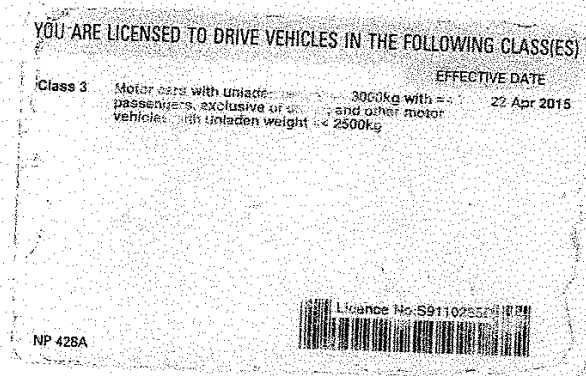 YOU ARE LICENSED TO DRIVE VEHICLES IN THE FOLLOWING CLASS(ES)
EFFECTIVE DATE
Class 3 Motor cars with unladen 3000kg with =< 22 Apr 2015
passengers, exclusive of and other motor
vehicles with unladen weight =< 2500kg
Licence No:
NP 428A